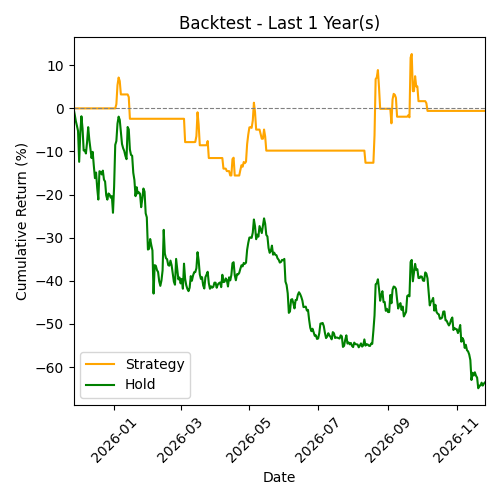 Backtest - Last 1 Year(s)
Cumulative Return (%)
10
0
−10
−20
−30
−40
−50
−60
Strategy
Hold
2026-01
2026-03
2026-05
2026-07
2026-09
2026-11
Date